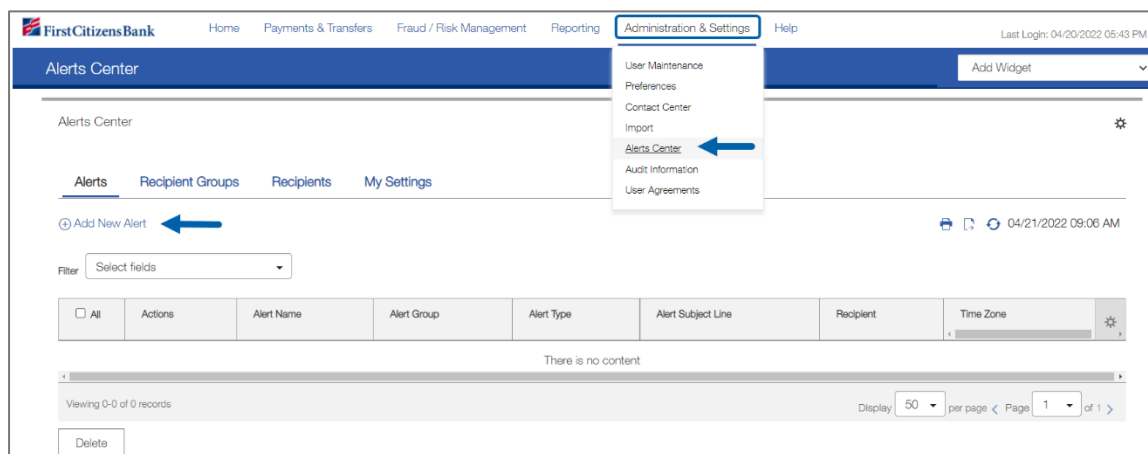 First Citizens Bank Home Payments & Transfers Fraud / Risk Management Reporting Administration & Settings Help Last Login: 04/20/2022 05:43 PM
Alerts Center Add Widget
User Maintenance
Preferences
Contact Center
Import
Alerts Center
Audit Information
User Agreements
Alerts Center
Alerts Recipient Groups Recipients My Settings
Add New Alert 04/21/2022 09:06 AM
Filter Select fields
All Actions Alert Name Alert Group Alert Type Alert Subject Line Recipient Time Zone
There is no content
Viewing 0-0 of 0 records Display 50 per page Page 1 of 1
Delete